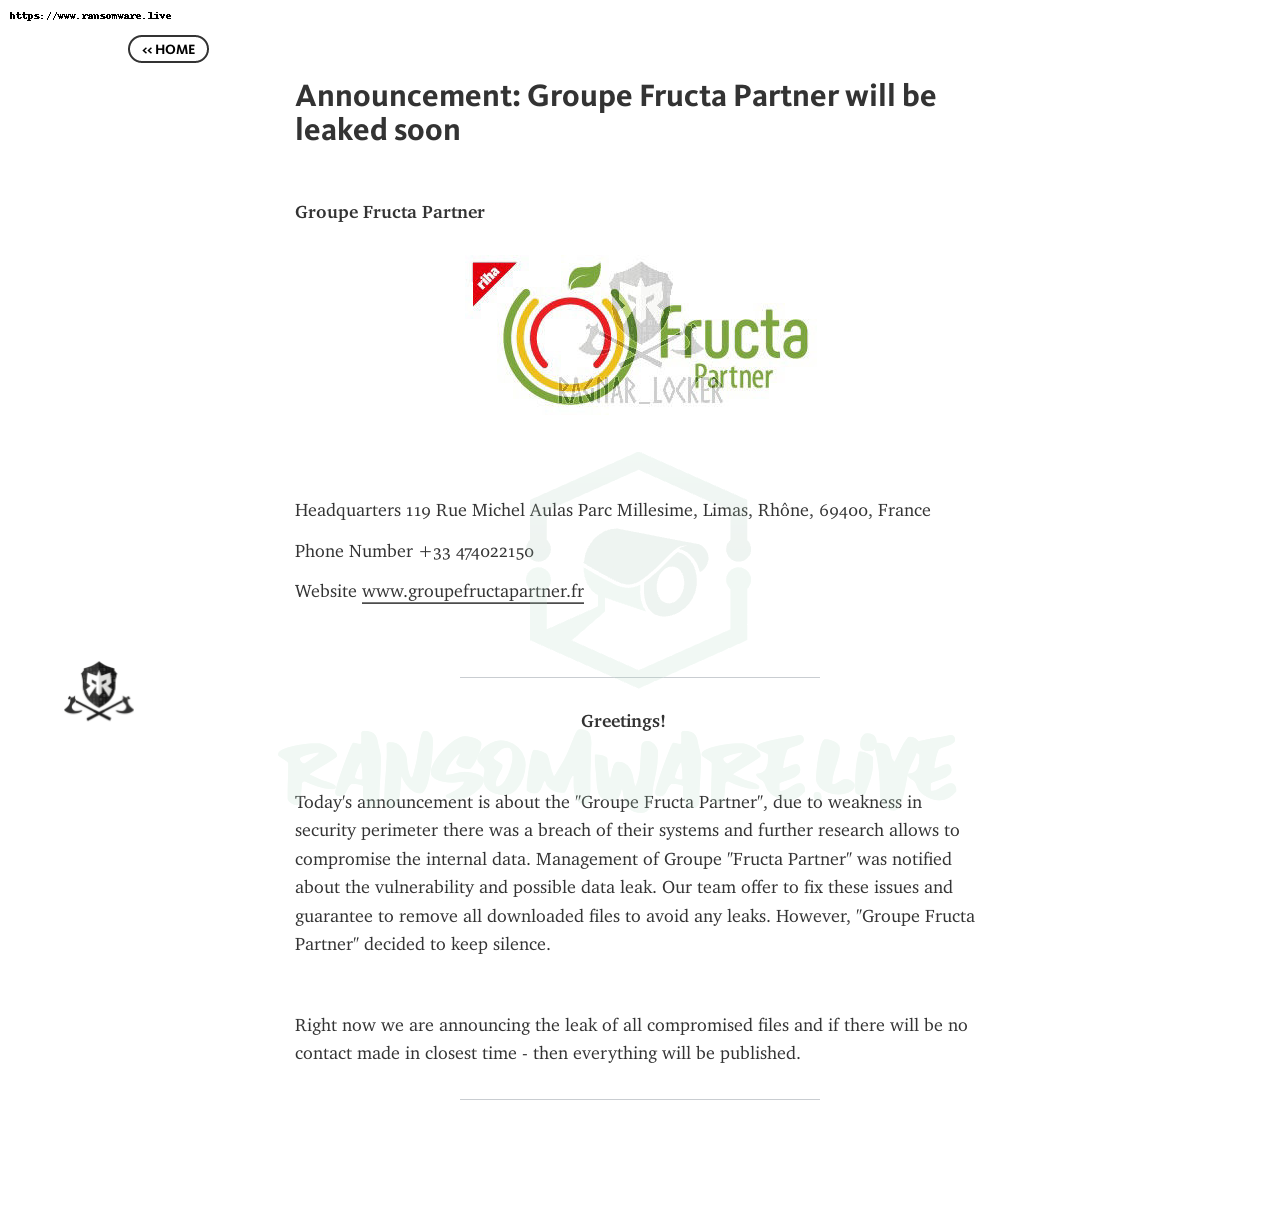 https://www.ransomware.live
<< HOME
Announcement: Groupe Fructa Partner will be
leaked soon
Groupe Fructa Partner
riha
Fructa
Partner
RAGNAR_LOCKER
Headquarters 119 Rue Michel Aulas Parc Millesime, Limas, Rhône, 69400, France
Phone Number +33 474022150
Website www.groupefructapartner.fr
Greetings!
RANSOMWARE.LIVE
Today's announcement is about the "Groupe Fructa Partner", due to weakness in
security perimeter there was a breach of their systems and further research allows to
compromise the internal data. Management of Groupe "Fructa Partner" was notified
about the vulnerability and possible data leak. Our team offer to fix these issues and
guarantee to remove all downloaded files to avoid any leaks. However, "Groupe Fructa
Partner" decided to keep silence.
Right now we are announcing the leak of all compromised files and if there will be no
contact made in closest time - then everything will be published.